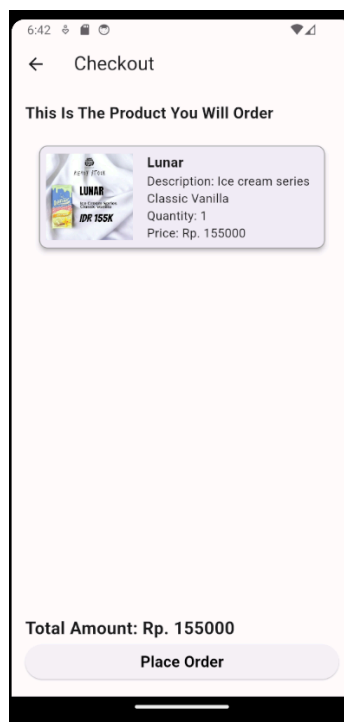 6:42
Checkout
This Is The Product You Will Order
Lunar
Description: Ice cream series
Classic Vanilla
Quantity: 1
Price: Rp. 155000
LUNAR
IDR 155K
Total Amount: Rp. 155000
Place Order